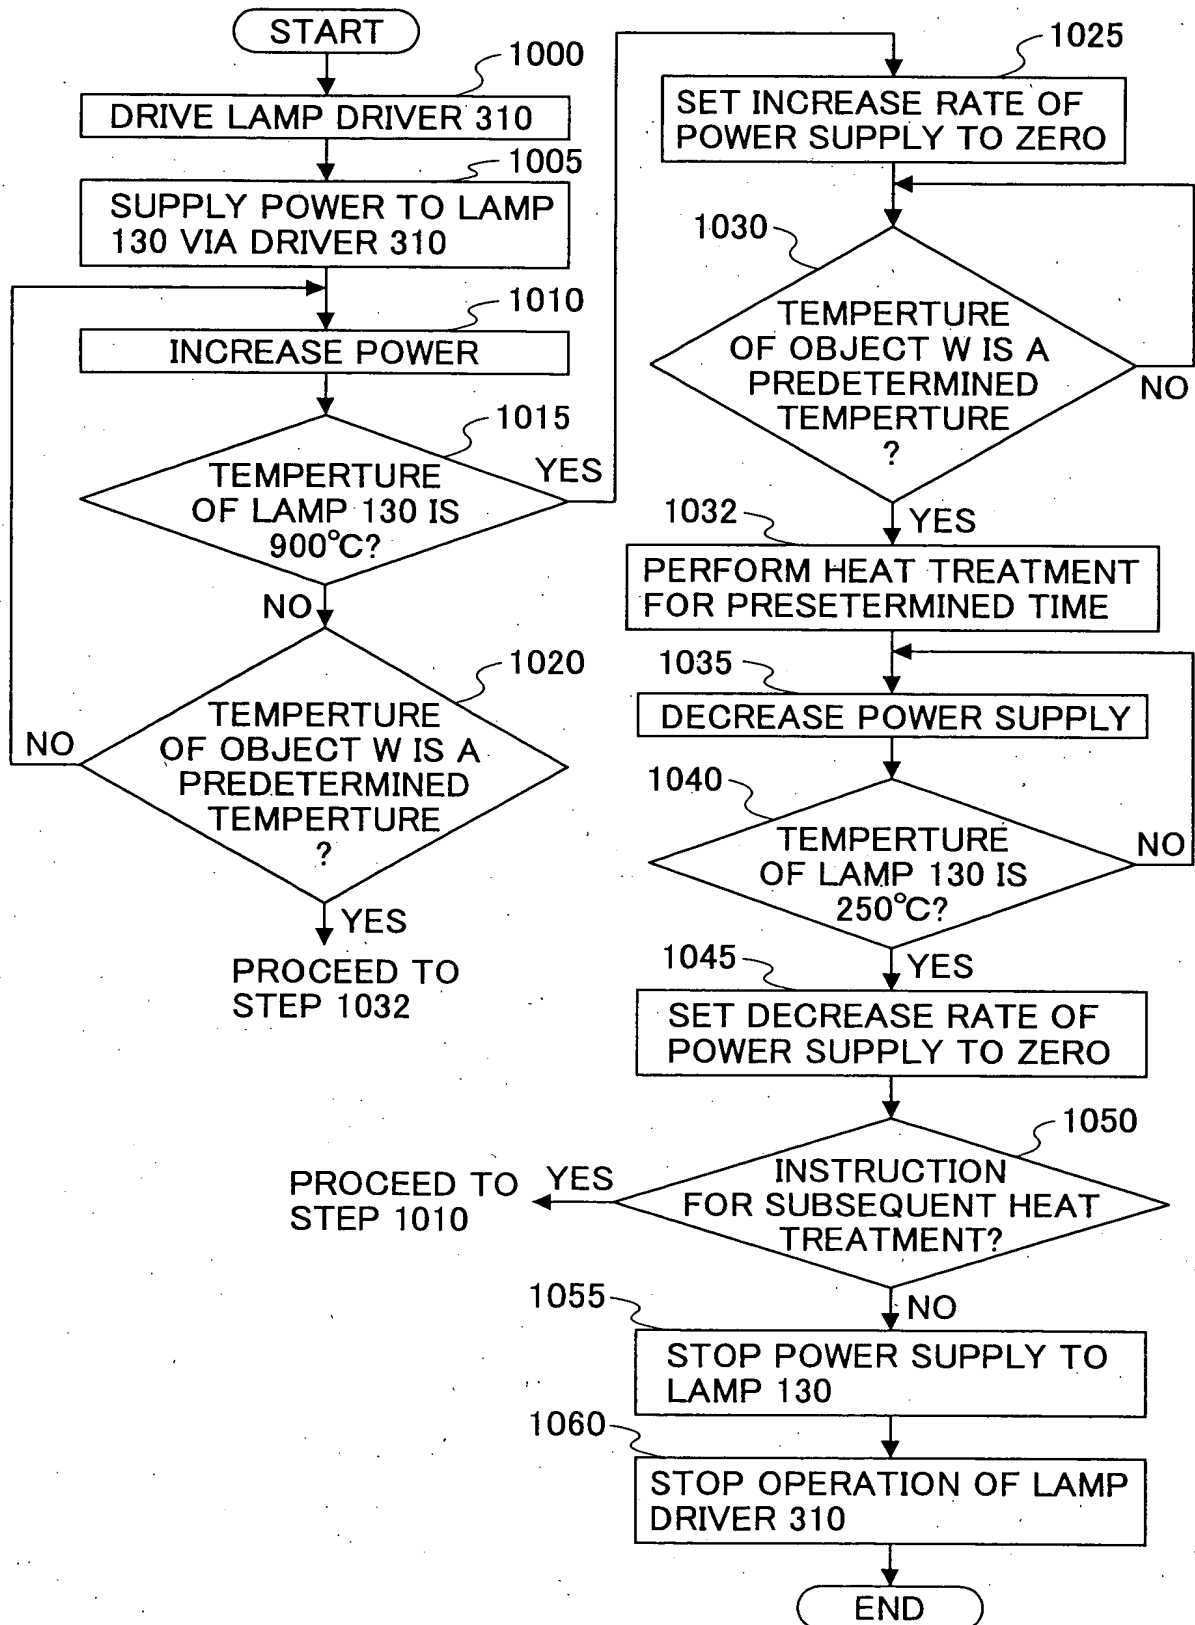 START
1000
DRIVE LAMP DRIVER 310
1005
SUPPLY POWER TO LAMP
130 VIA DRIVER 310
1010
INCREASE POWER
1015
TEMPERTURE
OF LAMP 130 IS
900°C?
YES
NO
1020
TEMPERTURE
OF OBJECT W IS A
PREDETERMINED
TEMPERTURE
?
NO
YES
PROCEED TO
STEP 1032
1025
SET INCREASE RATE OF
POWER SUPPLY TO ZERO
1030
TEMPERTURE
OF OBJECT W IS A
PREDETERMINED
TEMPERTURE
?
NO
YES
1032
PERFORM HEAT TREATMENT
FOR PRESETERMINED TIME
1035
DECREASE POWER SUPPLY
1040
TEMPERTURE
OF LAMP 130 IS
250°C?
NO
YES
1045
SET DECREASE RATE OF
POWER SUPPLY TO ZERO
1050
INSTRUCTION
FOR SUBSEQUENT HEAT
TREATMENT?
YES
PROCEED TO
STEP 1010
NO
1055
STOP POWER SUPPLY TO
LAMP 130
1060
STOP OPERATION OF LAMP
DRIVER 310
END